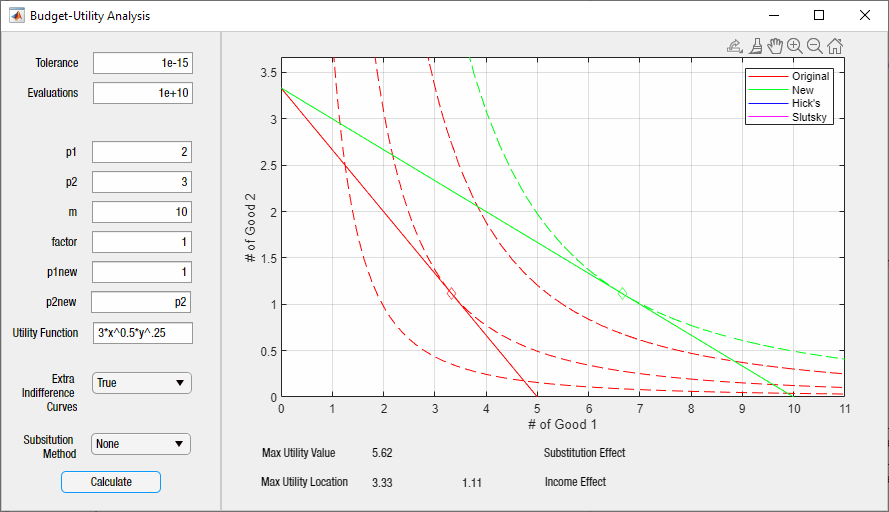 Budget-Utility Analysis
Tolerance 1e-15
Evaluations 1e+10
p1 2
p2 3
m 10
factor 1
p1new 1
p2new p2
Utility Function 3*x^0.5*y^.25
Extra
Indifference
Curves
True
Subsitution
Method
None
Calculate
3.5
3
2.5
2
1.5
1
0.5
0
# of Good 2
0 1 2 3 4 5 6 7 8 9 10 11
# of Good 1
Original
New
Hick's
Slutsky
Max Utility Value 5.62 Substitution Effect
Max Utility Location 3.33 1.11 Income Effect